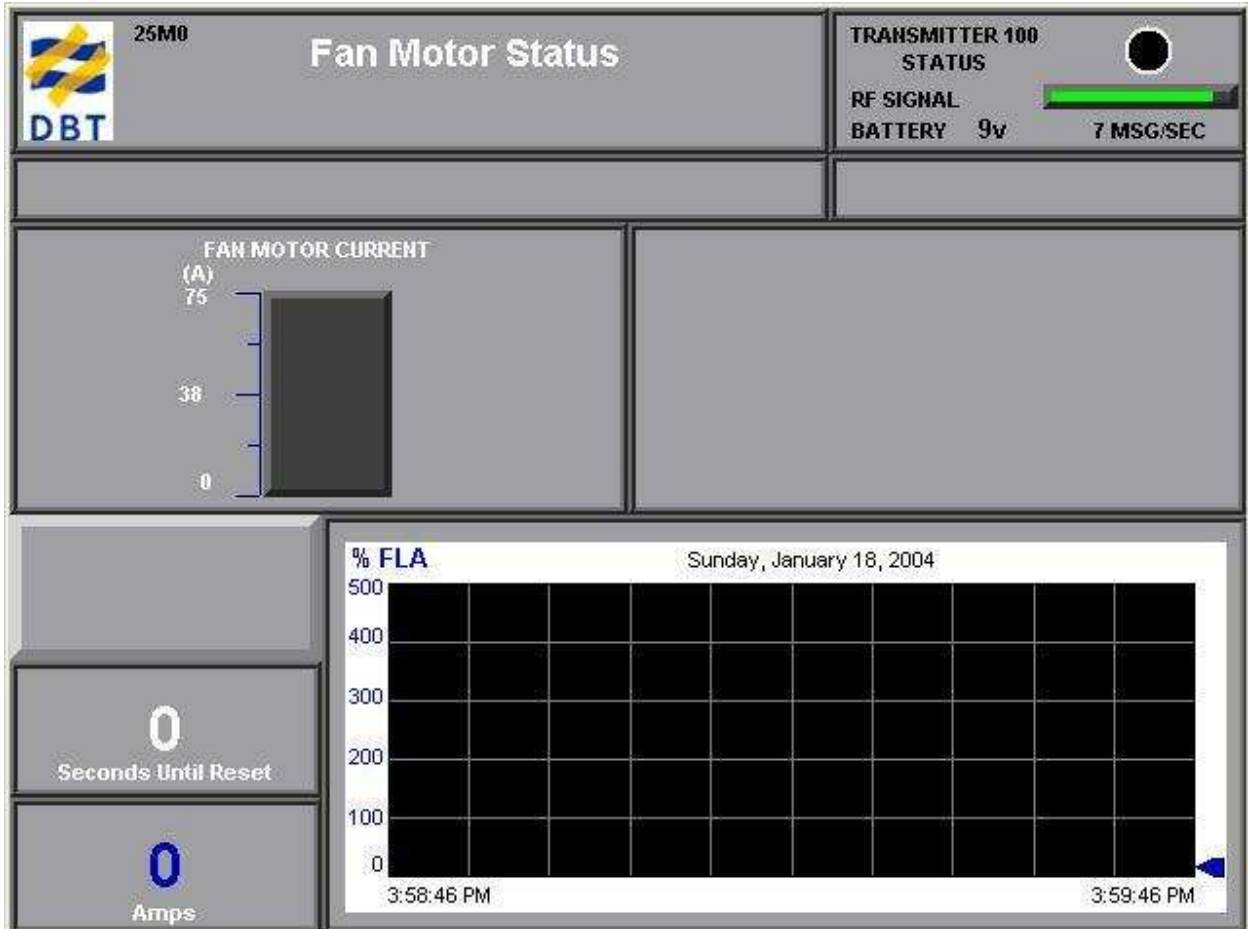 25M0
Fan Motor Status
DBT
TRANSMITTER 100
STATUS
RF SIGNAL
BATTERY 9v 7 MSG/SEC
FAN MOTOR CURRENT
(A)
75
38
0
% FLA Sunday, January 18, 2004
500
400
300
200
100
0
3:58:46 PM 3:59:46 PM
0
Seconds Until Reset
0
Amps